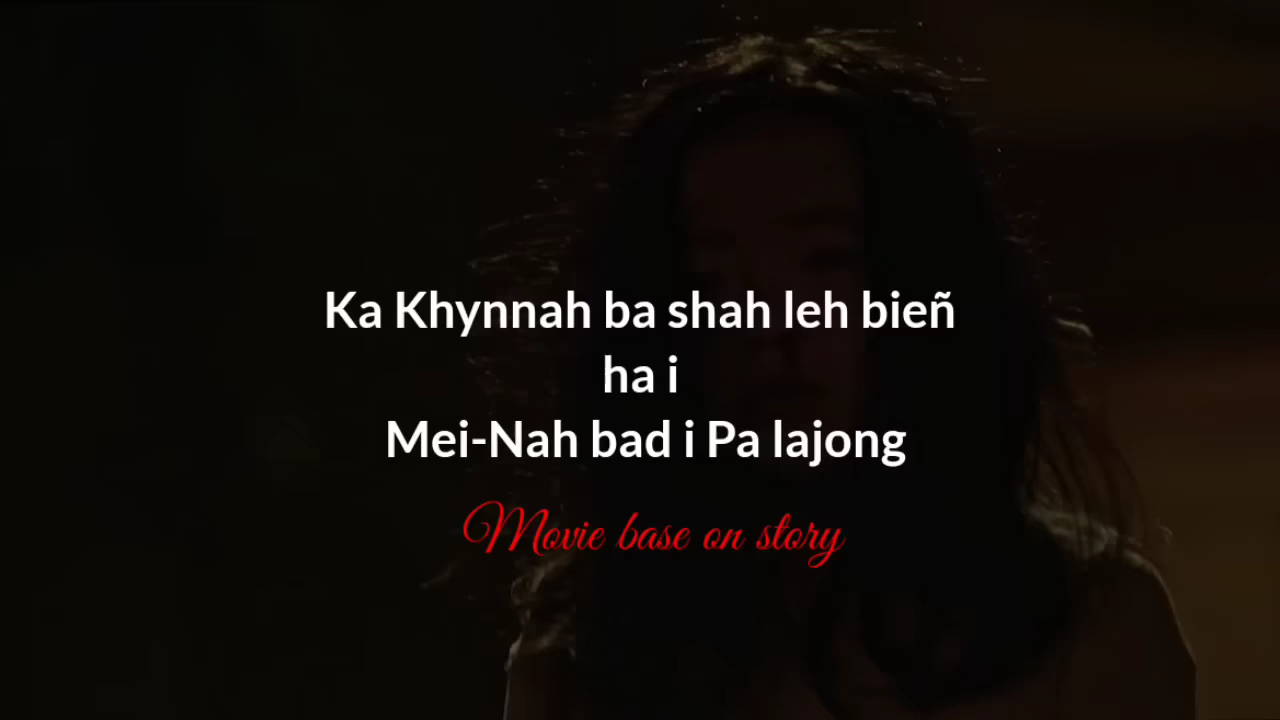 Ka Khynnah ba shah leh bieñ
ha i
Mei-Nah bad i Pa lajong
Movie base on story